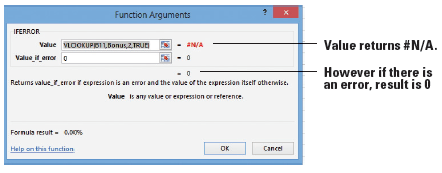 Function Arguments
? ×
IFERROR
Value VLOOKUP(B11,Bonus,2,TRUE) = #N/A
Value_if_error 0 = 0
= 0
Returns value_if_error if expression is an error and the value of the expression itself otherwise.
Value is any value or expression or reference.
Formula result = 0.00%
Help on this function
OK Cancel
Value returns #N/A.
However if there is
an error, result is 0